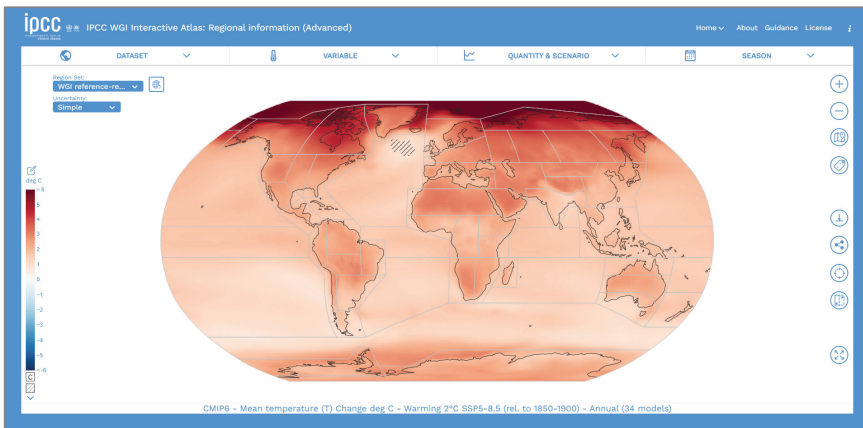 ipcc IPCC WGI Interactive Atlas: Regional information (Advanced) Home About Guidance License i
DATASET VARIABLE QUANTITY & SCENARIO SEASON
Region Set:
WGI reference-re...
Uncertainty:
Simple
deg C
6
5
4
3
2
1
0
-1
-2
-3
-4
-5
-6
C
CMIP6 - Mean temperature (T) Change deg C - Warming 2°C SSP5-8.5 (rel. to 1850-1900) - Annual (34 models)